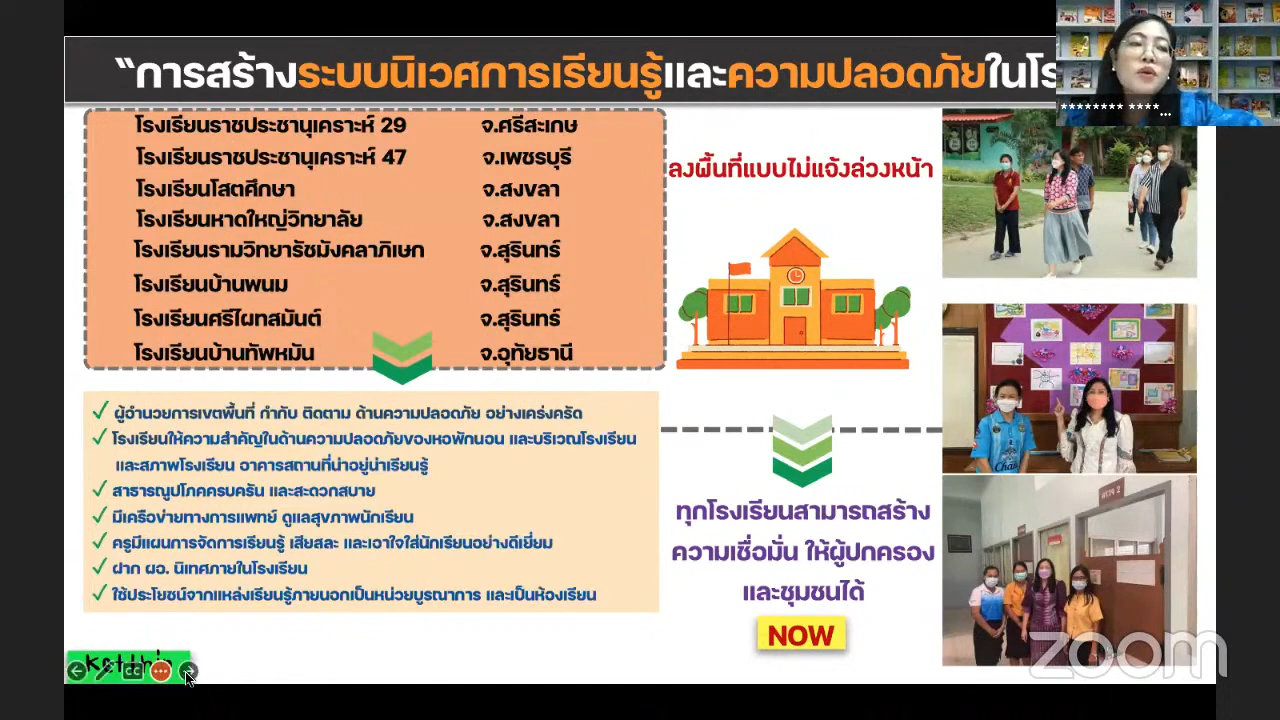 “การสร้างระบบนิเวศการเรียนรู้และความปลอดภัยในโร
******** ****...
โรงเรียนราชประชานุเคราะห์ 29 จ.ศรีสะเกษ
โรงเรียนราชประชานุเคราะห์ 47 จ.เพชรบุรี
โรงเรียนโสตศึกษา จ.สงขลา
โรงเรียนหาดใหญ่วิทยาลัย จ.สงขลา
โรงเรียนรามวิทยารัชมังคลาภิเษก จ.สุรินทร์
โรงเรียนบ้านพนม จ.สุรินทร์
โรงเรียนศรีไผทสมันต์ จ.สุรินทร์
โรงเรียนบ้านทัพหมัน จ.อุทัยธานี
ลงพื้นที่แบบไม่แจ้งล่วงหน้า
✓ ผู้อำนวยการเขตพื้นที่ กำกับ ติดตาม ด้านความปลอดภัย อย่างเคร่งครัด
✓ โรงเรียนให้ความสำคัญในด้านความปลอดภัยของหอพักนอน และบริเวณโรงเรียน
และสภาพโรงเรียน อาคารสถานที่น่าอยู่น่าเรียนรู้
✓ สาธารณูปโภคครบครัน และสะดวกสบาย
✓ มีเครือข่ายทางการแพทย์ ดูแลสุขภาพนักเรียน
✓ ครูมีแผนการจัดการเรียนรู้ เสียสละ และเอาใจใส่นักเรียนอย่างดีเยี่ยม
✓ ฝาก ผอ. นิเทศภายในโรงเรียน
✓ ใช้ประโยชน์จากแหล่งเรียนรู้ภายนอกเป็นหน่วยบูรณาการ และเป็นห้องเรียน
ทุกโรงเรียนสามารถสร้าง
ความเชื่อมั่น ให้ผู้ปกครอง
และชุมชนได้
NOW
CC
zoom